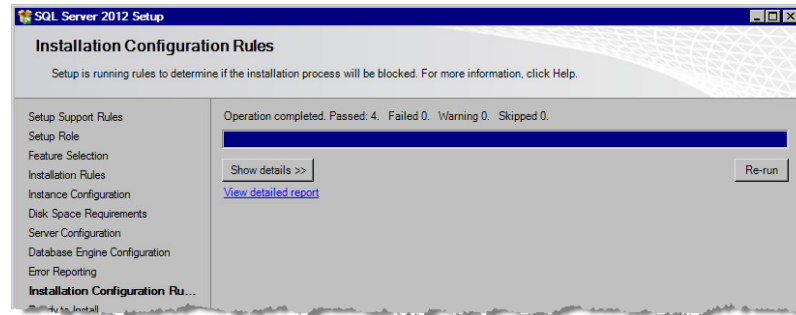 SQL Server 2012 Setup
Installation Configuration Rules
Setup is running rules to determine if the installation process will be blocked. For more information, click Help.
Setup Support Rules
Setup Role
Feature Selection
Installation Rules
Instance Configuration
Disk Space Requirements
Server Configuration
Database Engine Configuration
Error Reporting
Installation Configuration Ru...
Ready to Install
Operation completed. Passed: 4. Failed 0. Warning 0. Skipped 0.
Show details >>
Re-run
View detailed report